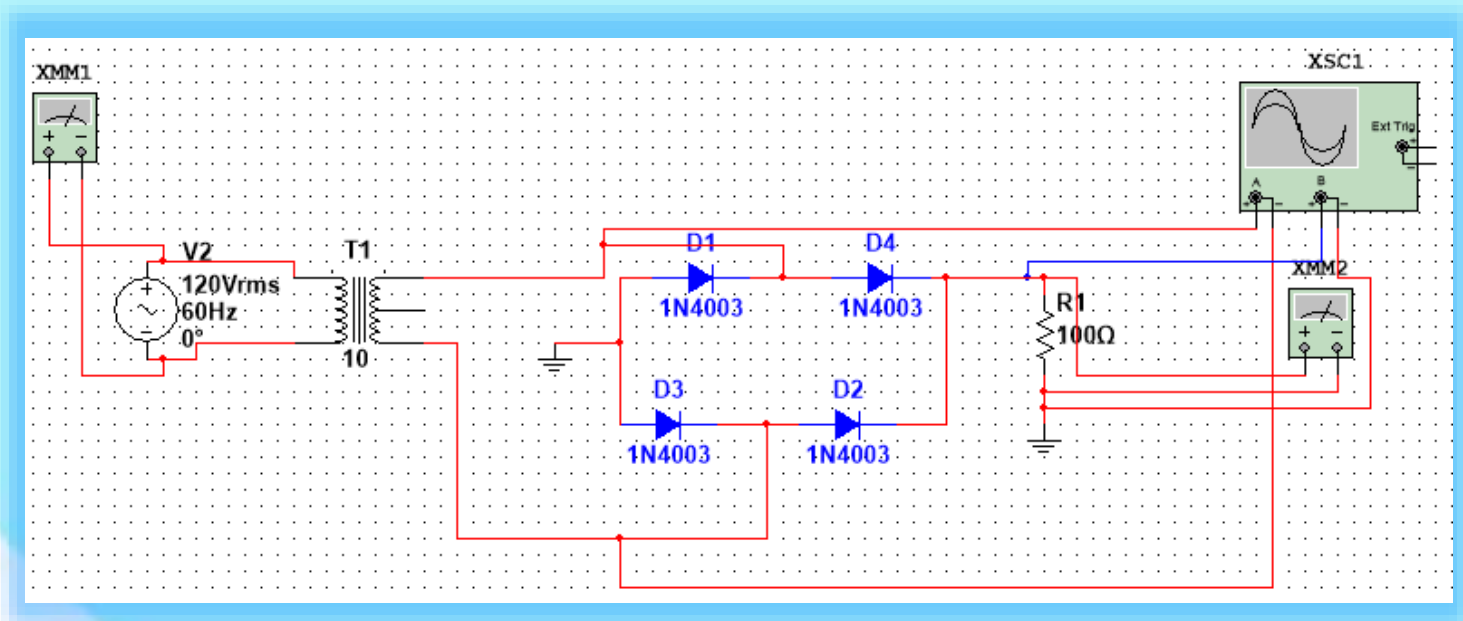 XSC1
XMM1
Ext Trig
+ −
A B
+ − + −
V2 T1 D1 D4
120Vrms
60Hz
0°
+
−
10
1N4003 1N4003
XMM2
R1
100Ω
+ −
D3 D2
1N4003 1N4003